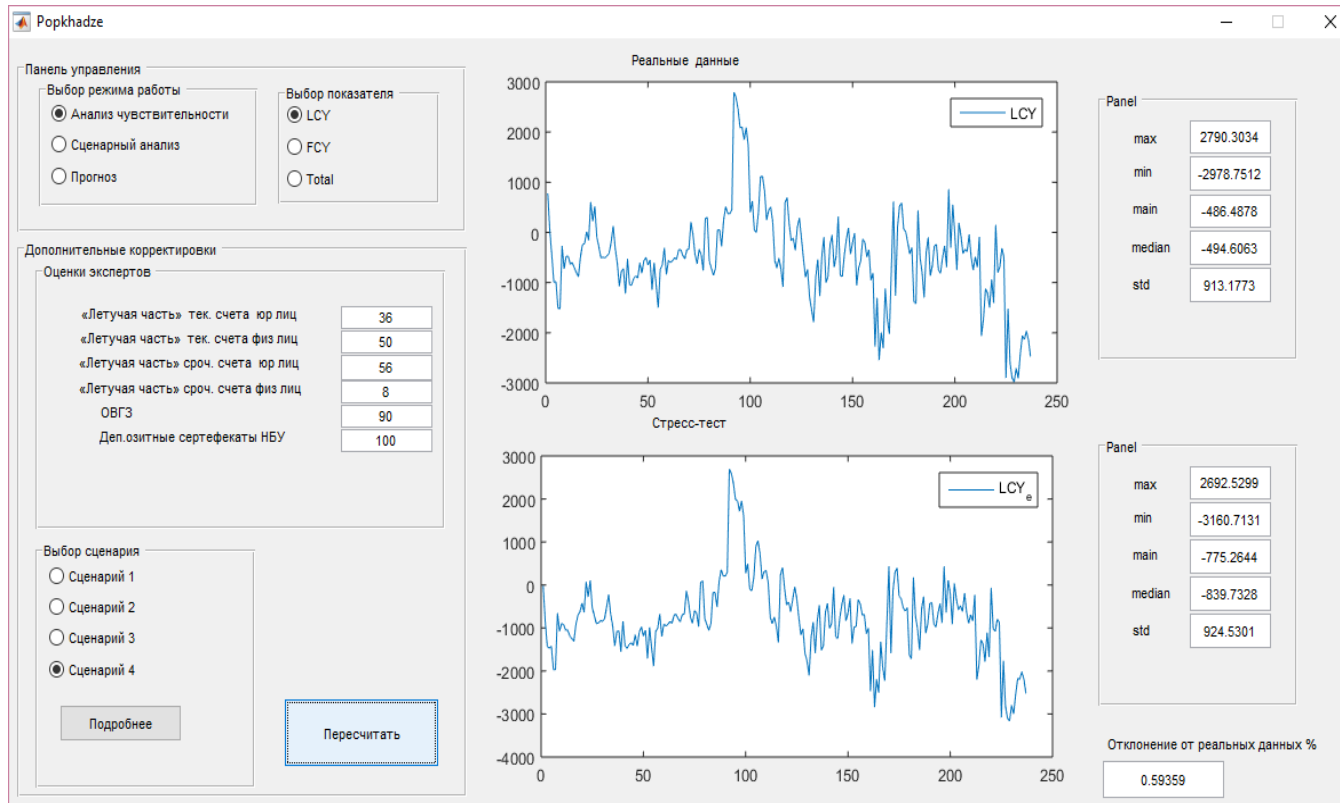 Popkhadze
Панель управления
Выбор режима работы
Анализ чувствительности
Сценарный анализ
Прогноз
Выбор показателя
LCY
FCY
Total
Дополнительные корректировки
Оценки экспертов
«Летучая часть» тек. счета юр лиц
36
«Летучая часть» тек. счета физ лиц
50
«Летучая часть» сроч. счета юр лиц
56
«Летучая часть» сроч. счета физ лиц
8
ОВГЗ
90
Деп.озитные сертефекаты НБУ
100
Выбор сценария
Сценарий 1
Сценарий 2
Сценарий 3
Сценарий 4
Подробнее
Пересчитать
Реальные данные
3000
2000
1000
0
-1000
-2000
-3000
0 50 100 150 200 250
LCY
Стресс-тест
3000
2000
1000
0
-1000
-2000
-3000
-4000
0 50 100 150 200 250
LCYe
Panel
max 2790.3034
min -2978.7512
main -486.4878
median -494.6063
std 913.1773
Panel
max 2692.5299
min -3160.7131
main -775.2644
median -839.7328
std 924.5301
Отклонение от реальных данных %
0.59359